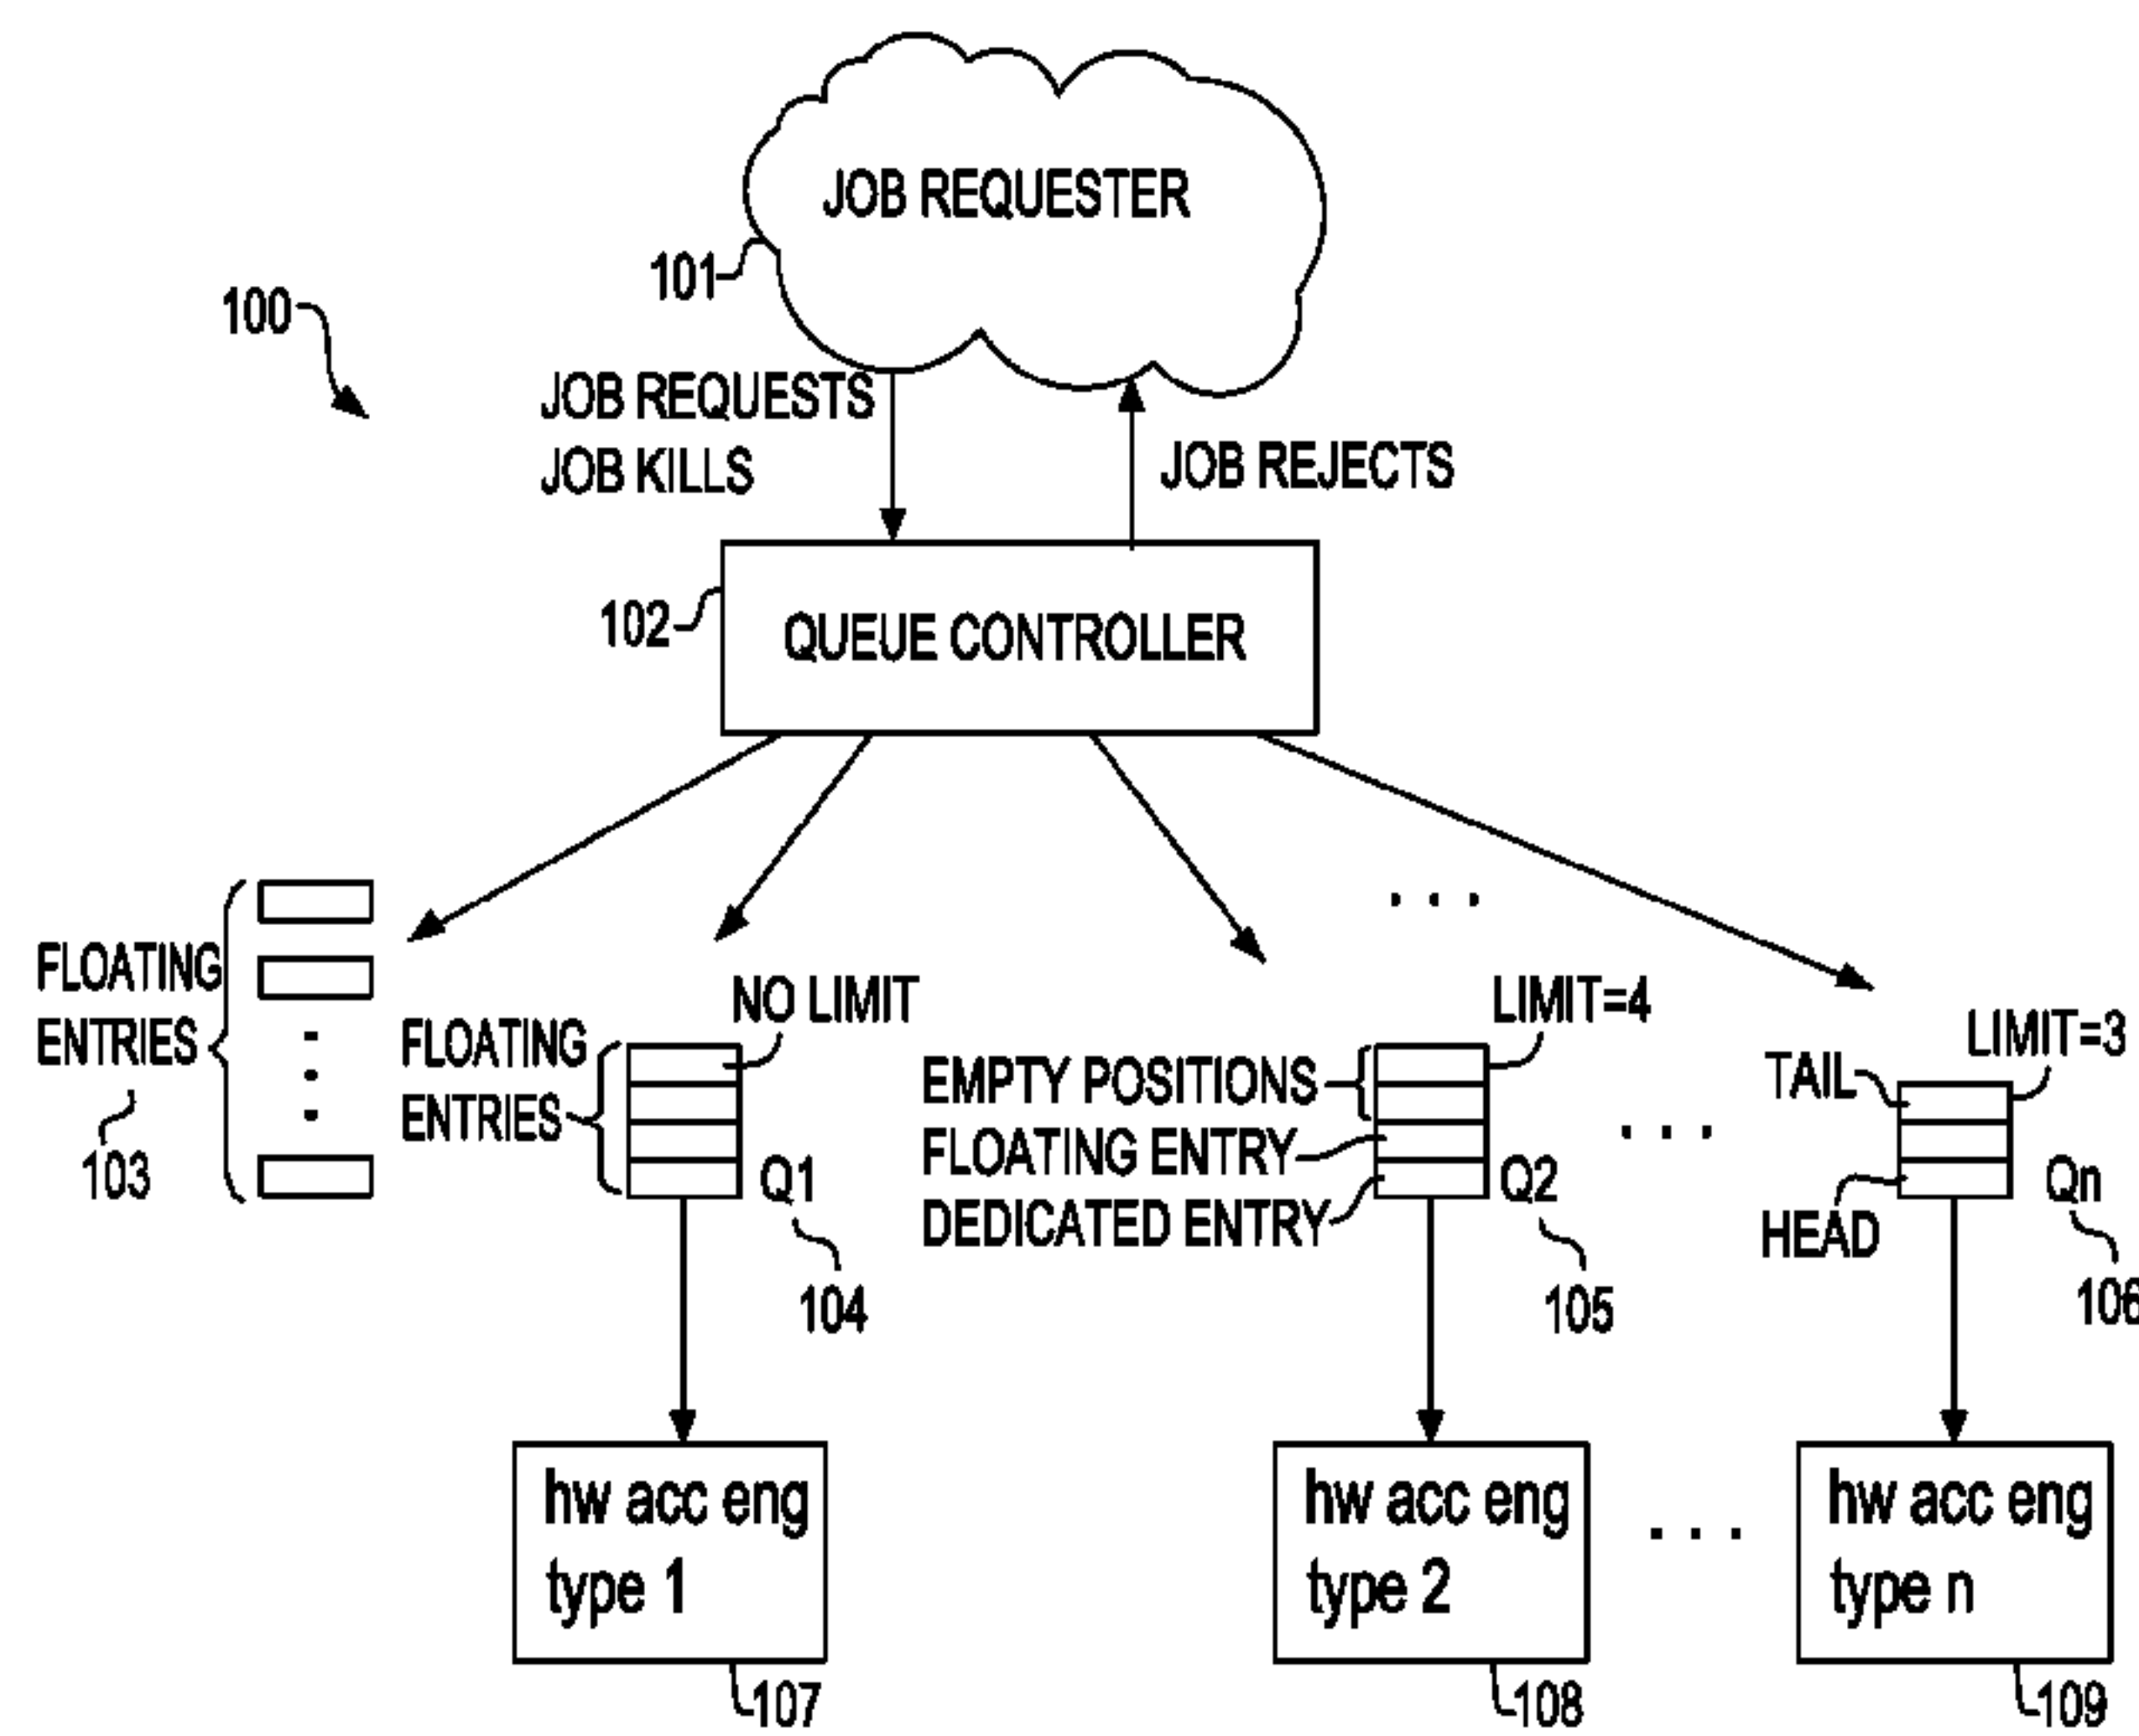 JOB REQUESTER
101
100
JOB REQUESTS
JOB KILLS
JOB REJECTS
102
QUEUE CONTROLLER
. . .
FLOATING
ENTRIES
103
FLOATING
ENTRIES
NO LIMIT
Q1
104
LIMIT=4
EMPTY POSITIONS
FLOATING ENTRY
DEDICATED ENTRY
Q2
105
. . .
LIMIT=3
TAIL
HEAD
Qn
106
hw acc eng
type 1
107
hw acc eng
type 2
108
. . .
hw acc eng
type n
109